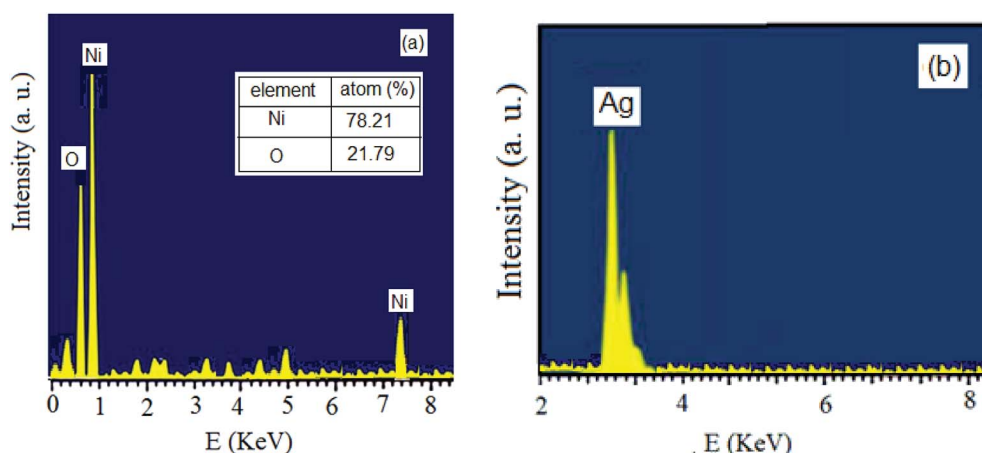 (a)
Ni
element atom (%)
Ni 78.21
O 21.79
O
Ni
Intensity (a. u.)
0 1 2 3 4 5 6 7 8
E (KeV)
(b)
Ag
Intensity (a. u.)
2 4 6 8
E (KeV)